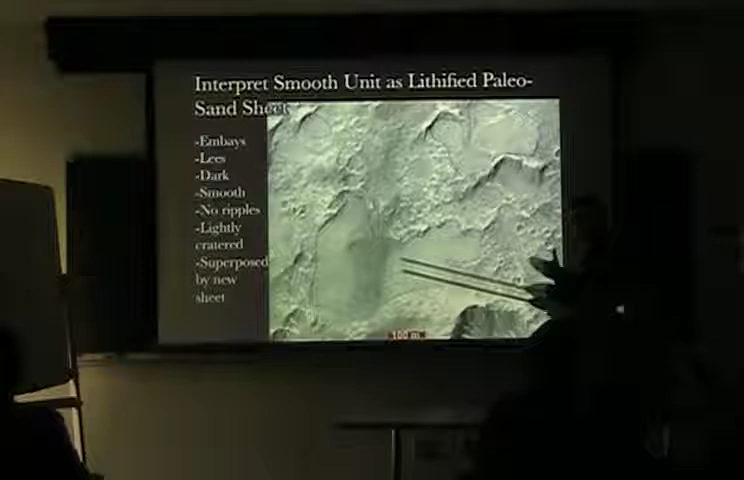 Interpret Smooth Unit as Lithified Paleo-
Sand Sheet
-Embays
-Lees
-Dark
-Smooth
-No ripples
-Lightly
cratered
-Superposed
by new
sheet
100 m